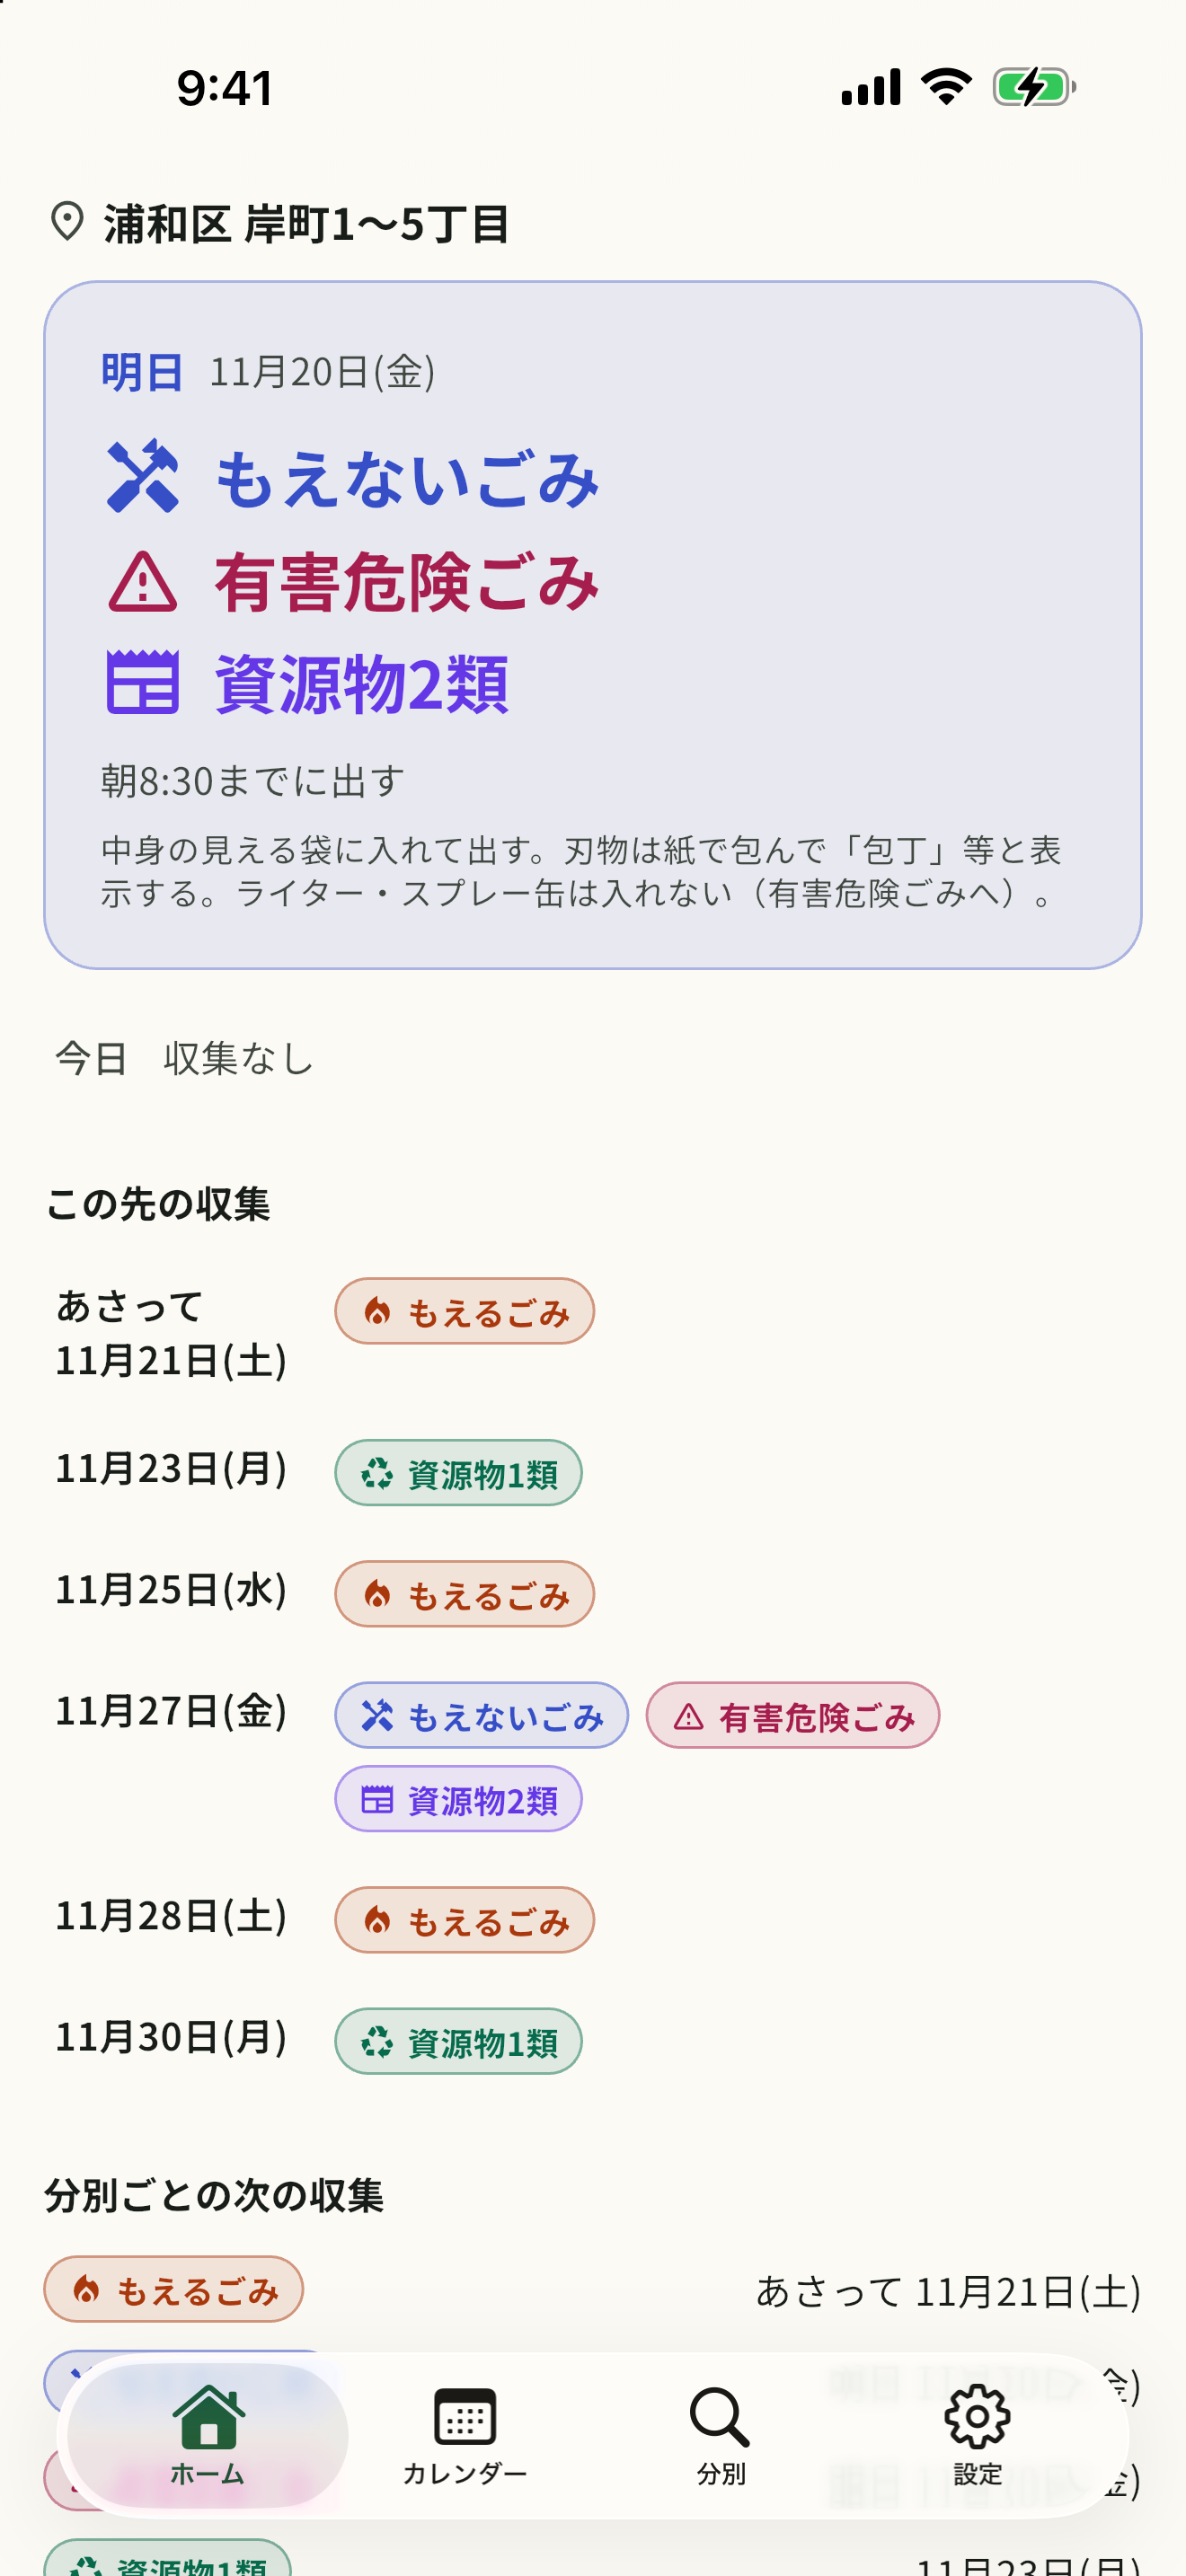 9:41
浦和区 岸町1〜5丁目
明日 11月20日(金)
もえないごみ
有害危険ごみ
資源物2類
朝8:30までに出す
中身の見える袋に入れて出す。刃物は紙で包んで「包丁」等と表
示する。ライター・スプレー缶は入れない（有害危険ごみへ）。
今日 収集なし
この先の収集
あさって
11月21日(土)
もえるごみ
11月23日(月)
資源物1類
11月25日(水)
もえるごみ
11月27日(金)
もえないごみ 有害危険ごみ
資源物2類
11月28日(土)
もえるごみ
11月30日(月)
資源物1類
分別ごとの次の収集
もえるごみ あさって 11月21日(土)
ホーム カレンダー 分別 設定
資源物1類 11月23日(月)